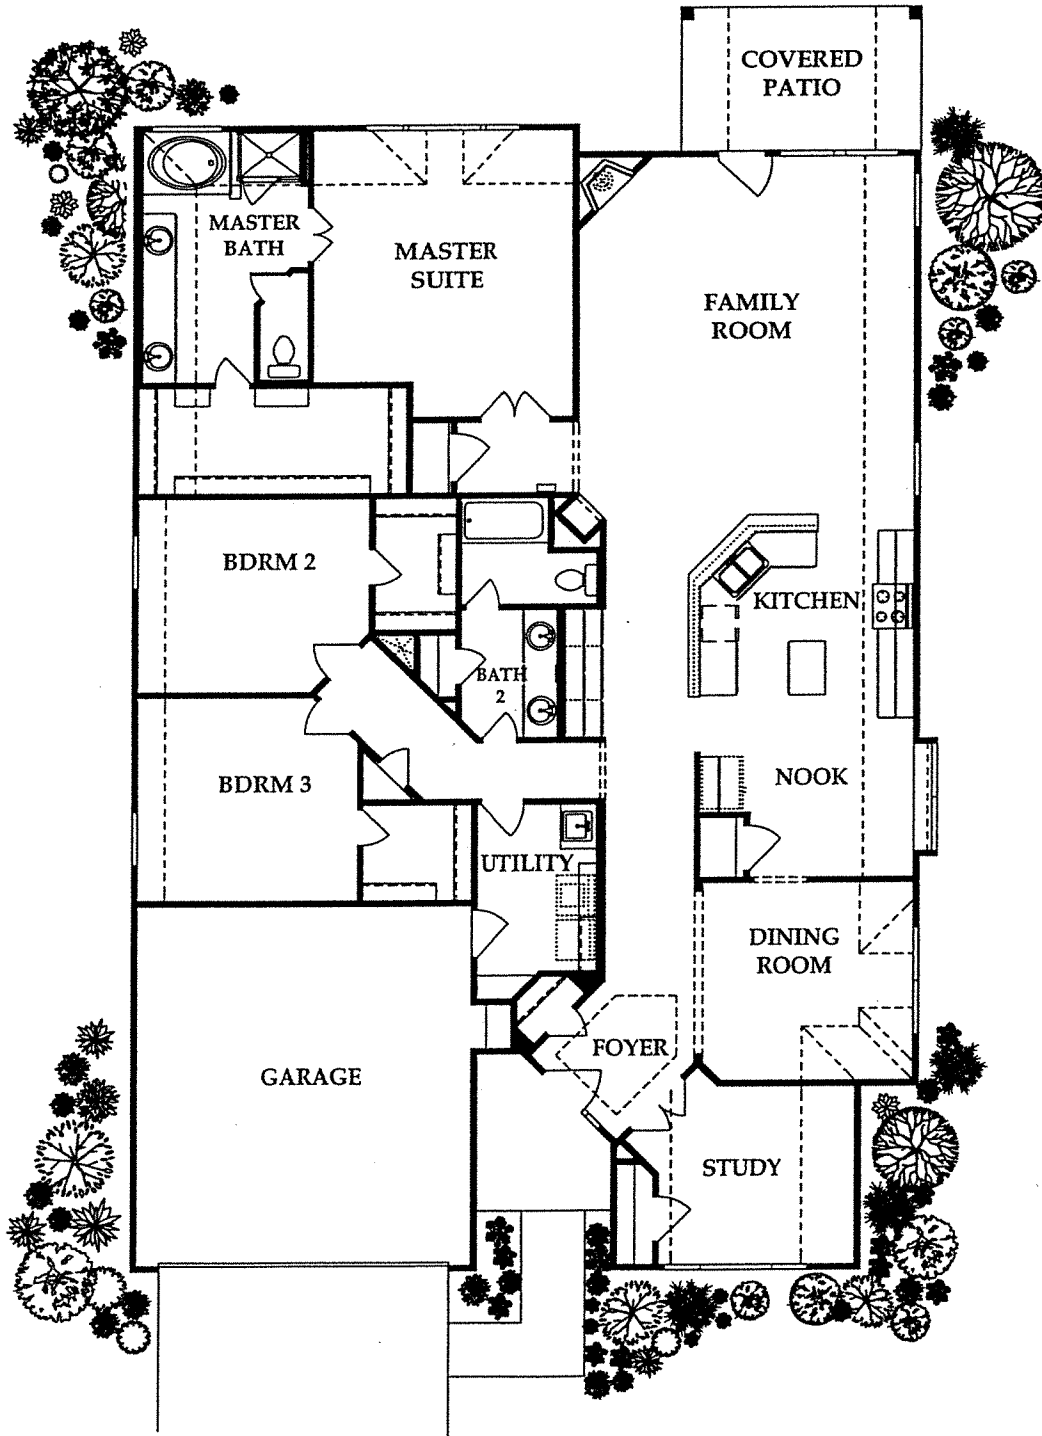 COVERED
PATIO
MASTER
BATH
MASTER
SUITE
FAMILY
ROOM
BDRM 2
KITCHEN
BATH
2
BDRM 3
NOOK
UTILITY
DINING
ROOM
FOYER
GARAGE
STUDY